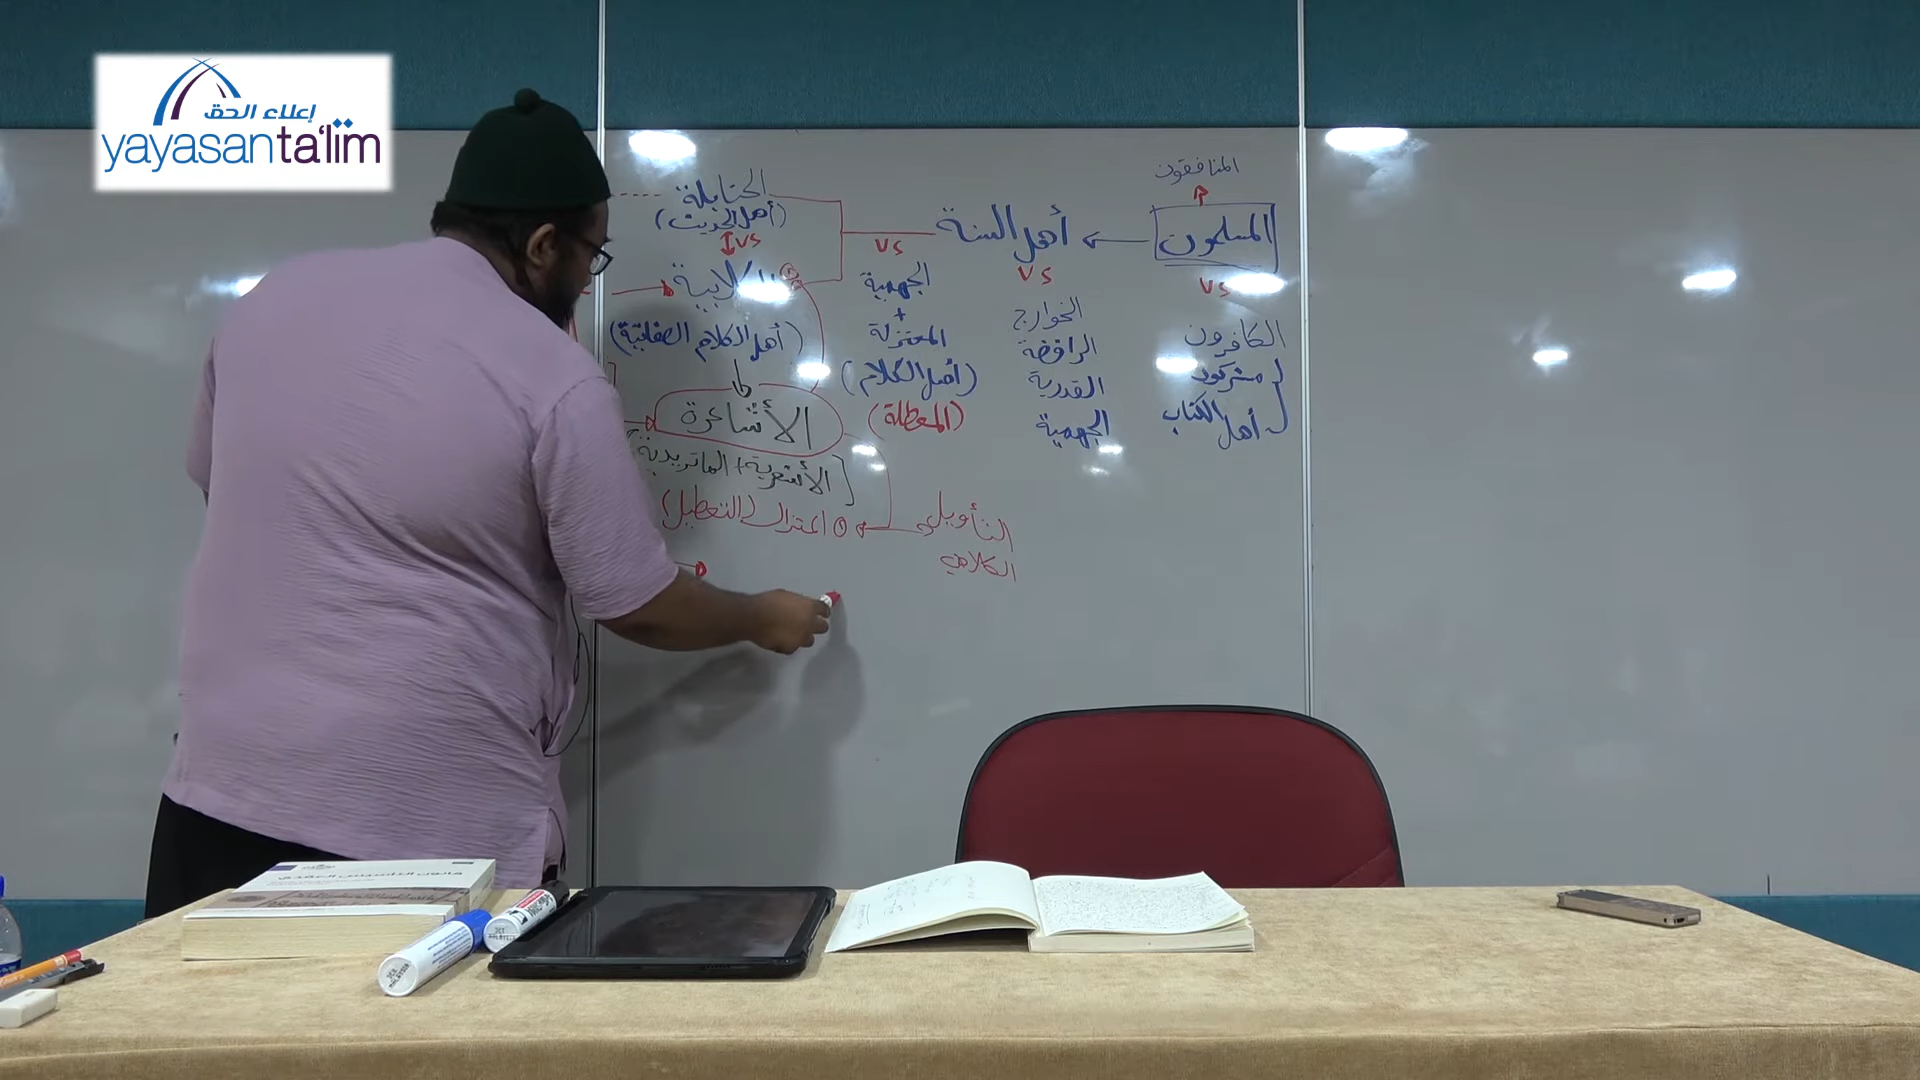 إعلاء الحق
yayasanta'lim
المنافقون
المسلمون
أهل السنة
الحنابلة
(أهل الحديث)
vs
vs
vs
vs
الكافرون
مشركون
أهل الكتاب
الخوارج
الرافضة
القدرية
الجهمية
الجهمية
+
المعتزلة
(أهل الكلام)
(المعطلة)
الكلابية
(أهل الكلام الصفاتية)
الأشاعرة
[الأشعرية + الماتريدية
① اعتزال (التعطيل)
التأويل
الكلامي